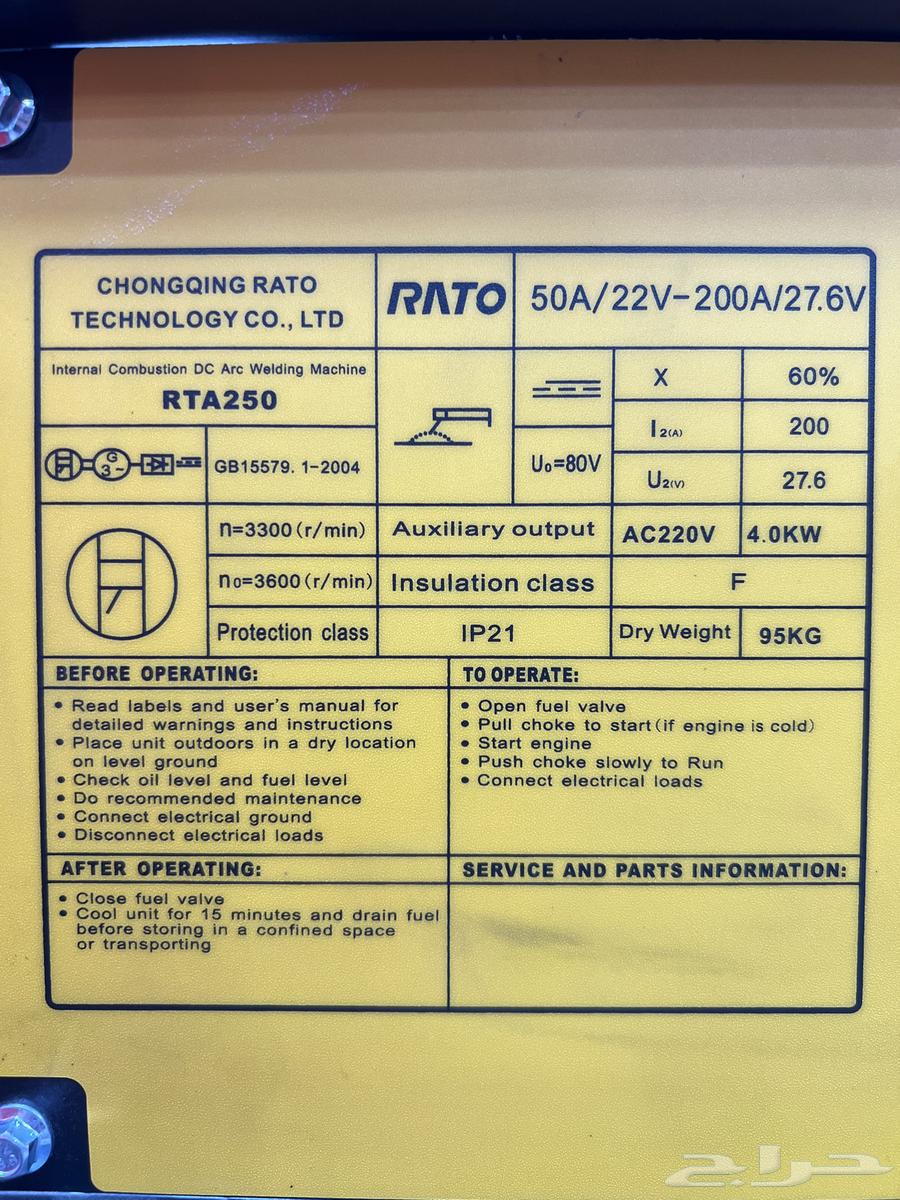 CHONGQING RATO
TECHNOLOGY CO., LTD
RATO
50A/22V-200A/27.6V
Internal Combustion DC Arc Welding Machine
RTA250
X
60%
I2(A)
200
G
3~
GB15579. 1-2004
U0=80V
U2(V)
27.6
n=3300(r/min)
Auxiliary output
AC220V
4.0KW
n0=3600(r/min)
Insulation class
F
Protection class
IP21
Dry Weight
95KG
BEFORE OPERATING:
• Read labels and user's manual for
detailed warnings and instructions
• Place unit outdoors in a dry location
on level ground
• Check oil level and fuel level
• Do recommended maintenance
• Connect electrical ground
• Disconnect electrical loads
TO OPERATE:
• Open fuel valve
• Pull choke to start(if engine is cold)
• Start engine
• Push choke slowly to Run
• Connect electrical loads
AFTER OPERATING:
• Close fuel valve
• Cool unit for 15 minutes and drain fuel
before storing in a confined space
or transporting
SERVICE AND PARTS INFORMATION:
حراج